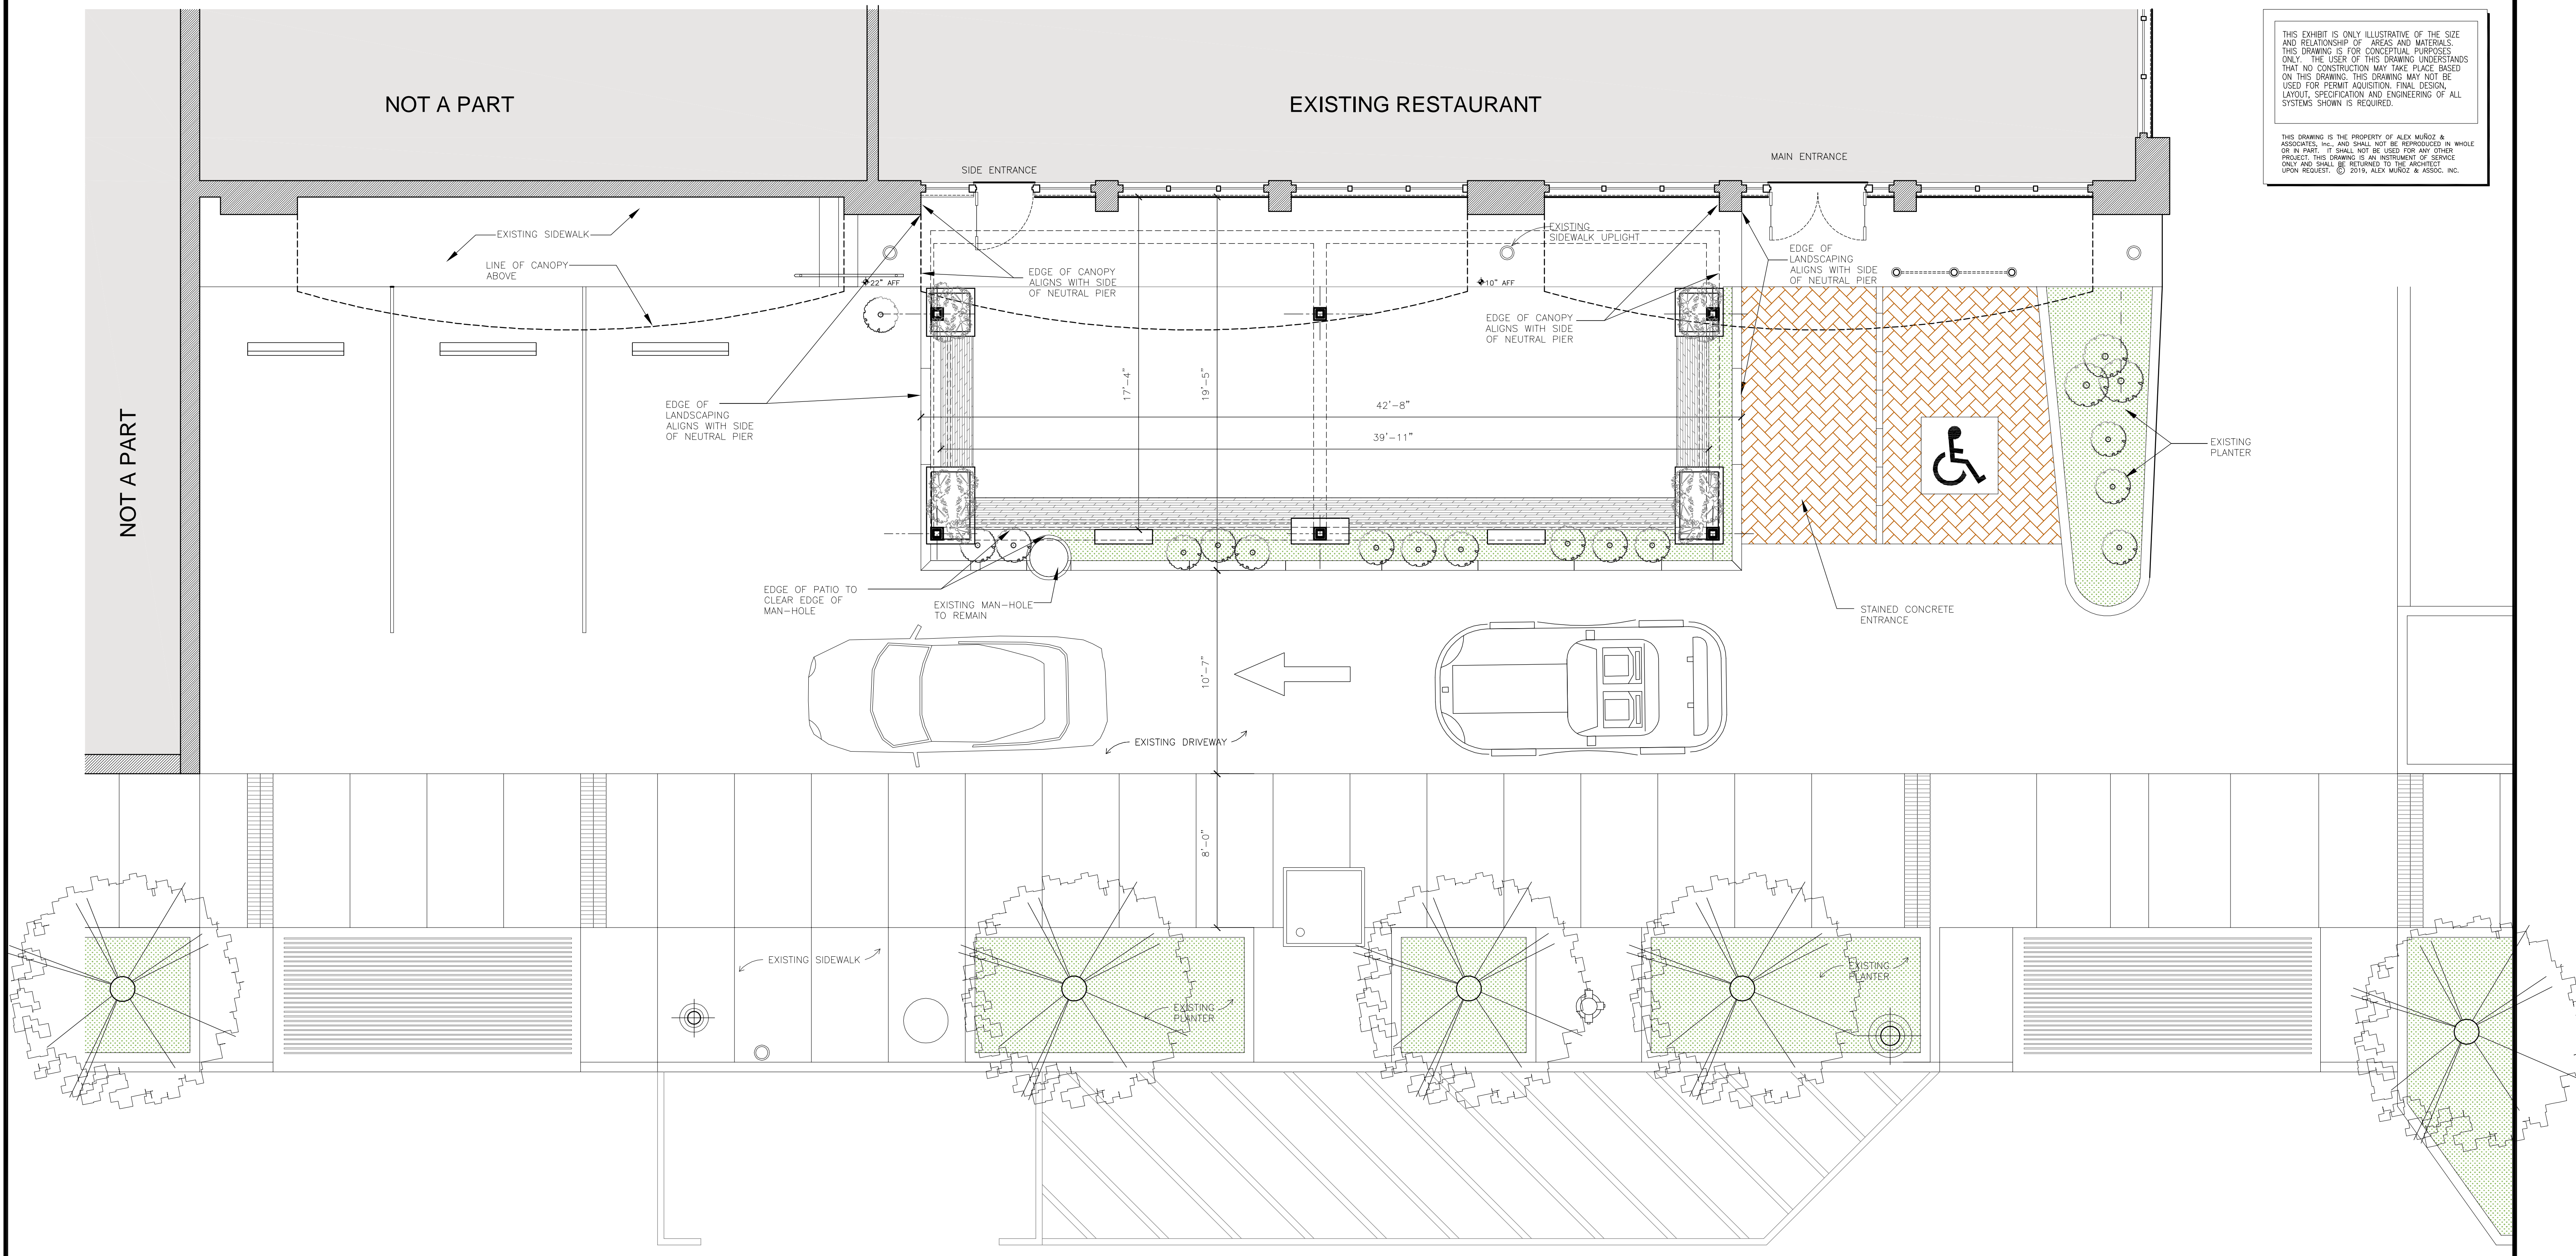 THIS EXHIBIT IS ONLY ILLUSTRATIVE OF THE SIZE
AND RELATIONSHIP OF AREAS AND MATERIALS.
THIS DRAWING IS FOR CONCEPTUAL PURPOSES
ONLY. THE USER OF THIS DRAWING UNDERSTANDS
THAT NO CONSTRUCTION MAY TAKE PLACE BASED
ON THIS DRAWING. THIS DRAWING MAY NOT BE
USED FOR PERMIT AQUISITION. FINAL DESIGN,
LAYOUT, SPECIFICATION AND ENGINEERING OF ALL
SYSTEMS SHOWN IS REQUIRED.
THIS DRAWING IS THE PROPERTY OF ALEX MUÑOZ &
ASSOCIATES, Inc., AND SHALL NOT BE REPRODUCED IN WHOLE
OR IN PART. IT SHALL NOT BE USED FOR ANY OTHER
PROJECT. THIS DRAWING IS AN INSTRUMENT OF SERVICE
ONLY AND SHALL BE RETURNED TO THE ARCHITECT
UPON REQUEST. © 2019, ALEX MUÑOZ & ASSOC. INC.
NOT A PART
EXISTING RESTAURANT
SIDE ENTRANCE
MAIN ENTRANCE
EXISTING SIDEWALK
LINE OF CANOPY
ABOVE
EXISTING
SIDEWALK UPLIGHT
EDGE OF
LANDSCAPING
ALIGNS WITH SIDE
OF NEUTRAL PIER
EDGE OF CANOPY
ALIGNS WITH SIDE
OF NEUTRAL PIER
22" AFF
10" AFF
EDGE OF CANOPY
ALIGNS WITH SIDE
OF NEUTRAL PIER
17'-4"
19'-5"
EDGE OF
LANDSCAPING
ALIGNS WITH SIDE
OF NEUTRAL PIER
42'-8"
39'-11"
EXISTING
PLANTER
NOT A PART
EDGE OF PATIO TO
CLEAR EDGE OF
MAN-HOLE
EXISTING MAN-HOLE
TO REMAIN
STAINED CONCRETE
ENTRANCE
10'-7"
EXISTING DRIVEWAY
8'-0"
EXISTING SIDEWALK
EXISTING
PLANTER
EXISTING
PLANTER